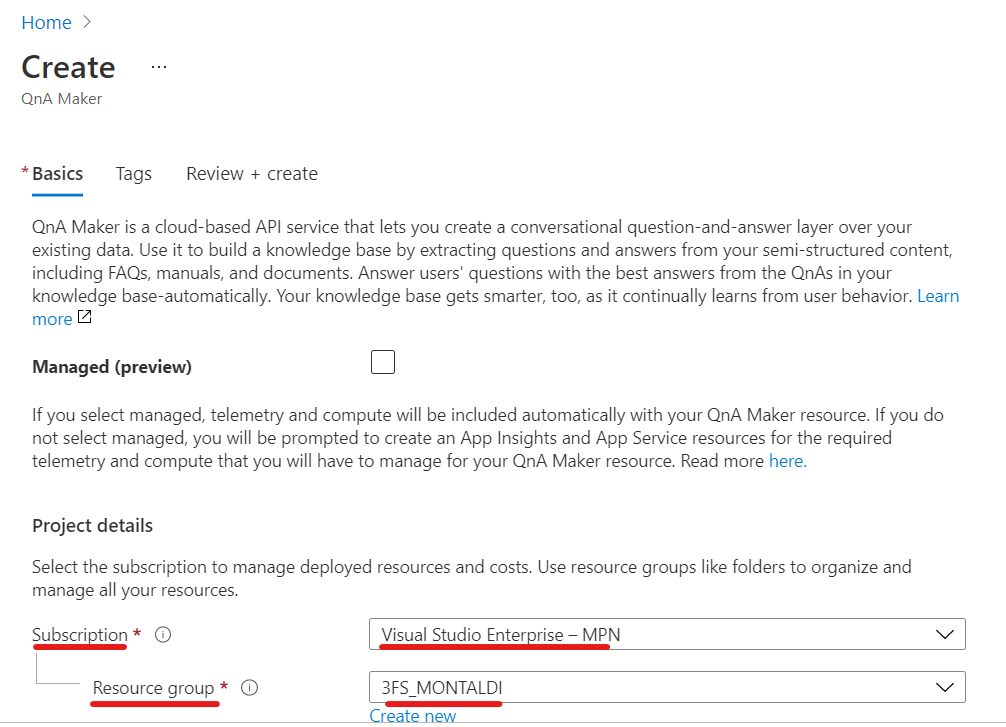 Home
Create ...
QnA Maker
* Basics Tags Review + create
QnA Maker is a cloud-based API service that lets you create a conversational question-and-answer layer over your
existing data. Use it to build a knowledge base by extracting questions and answers from your semi-structured content,
including FAQs, manuals, and documents. Answer users' questions with the best answers from the QnAs in your
knowledge base-automatically. Your knowledge base gets smarter, too, as it continually learns from user behavior. Learn
more
Managed (preview)
If you select managed, telemetry and compute will be included automatically with your QnA Maker resource. If you do
not select managed, you will be prompted to create an App Insights and App Service resources for the required
telemetry and compute that you will have to manage for your QnA Maker resource. Read more here.
Project details
Select the subscription to manage deployed resources and costs. Use resource groups like folders to organize and
manage all your resources.
Subscription * Visual Studio Enterprise – MPN
Resource group * 3FS_MONTALDI
Create new